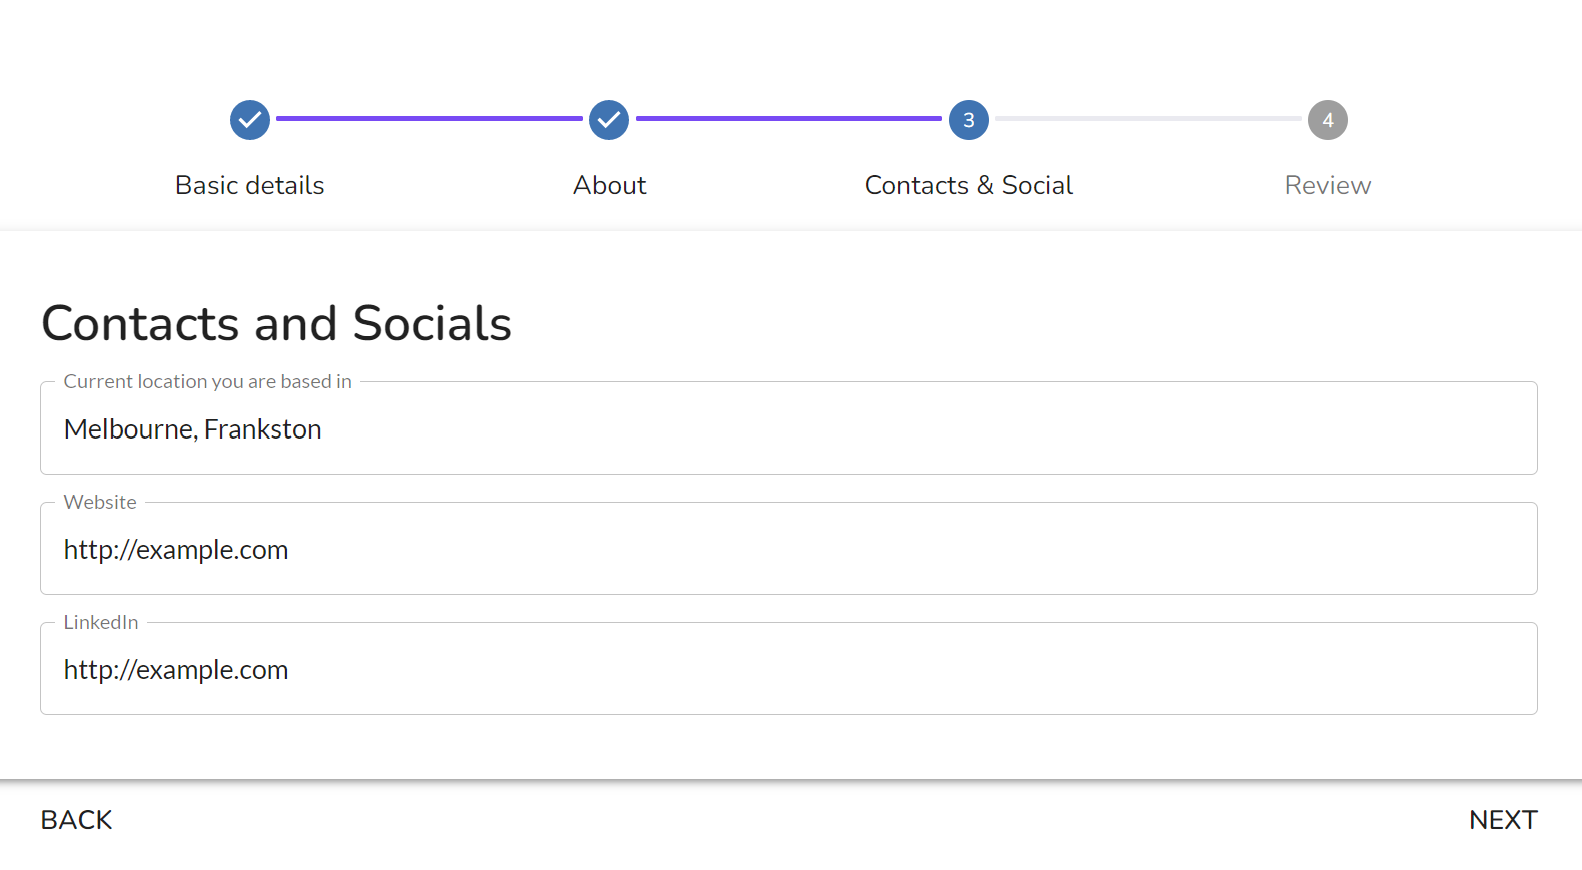 3
4
Basic details
About
Contacts & Social
Review
Contacts and Socials
Current location you are based in
Melbourne, Frankston
Website
http://example.com
LinkedIn
http://example.com
BACK
NEXT